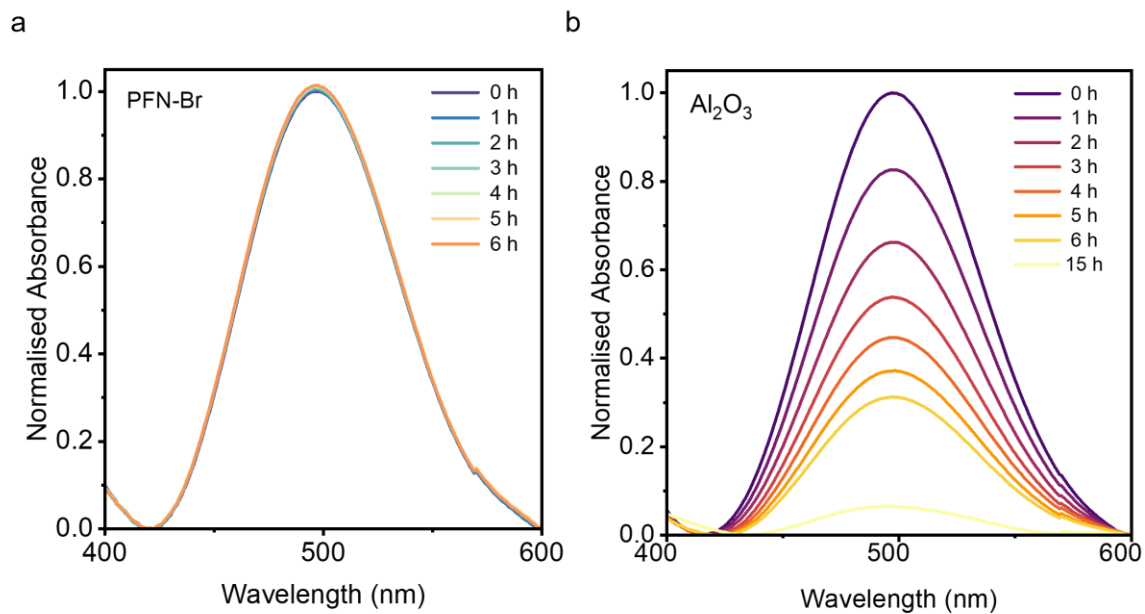 a
PFN-Br
0 h
1 h
2 h
3 h
4 h
5 h
6 h
1.0
0.8
0.6
0.4
0.2
0.0
400
500
600
Normalised Absorbance
Wavelength (nm)
b
Al₂O₃
0 h
1 h
2 h
3 h
4 h
5 h
6 h
15 h
1.0
0.8
0.6
0.4
0.2
0.0
400
500
600
Normalised Absorbance
Wavelength (nm)